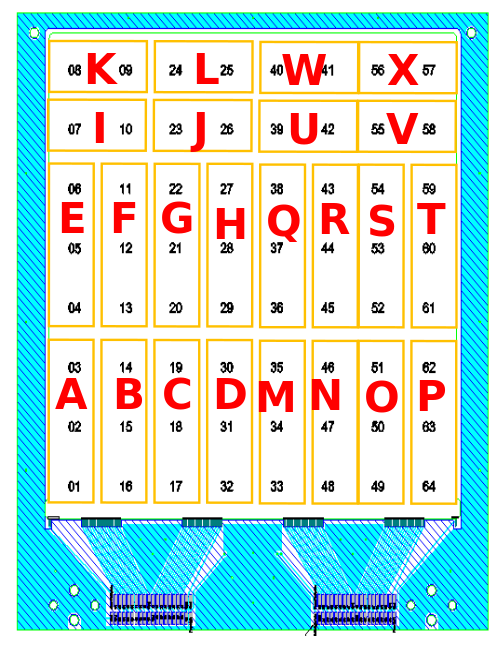 08 K 09 24 L 25 40 W 41 56 X 57
07 I 10 23 J 26 39 U 42 55 V 58
06 11 22 27 38 43 54 59
E F G H Q R S T
05 12 21 28 37 44 53 60
04 13 20 29 36 45 52 61
03 14 19 30 35 46 51 62
A B C D M N O P
02 15 18 31 34 47 50 63
01 16 17 32 33 48 49 64